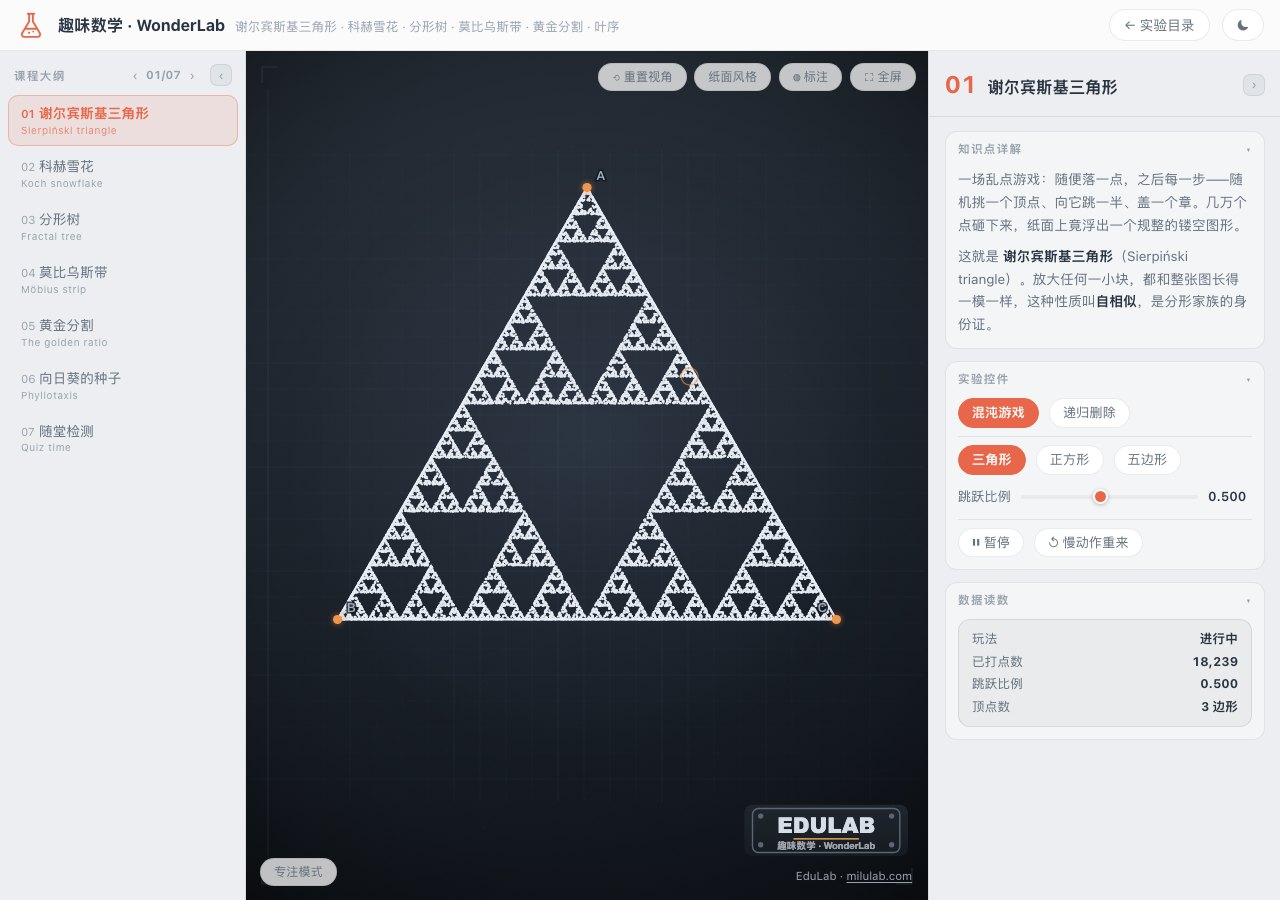 趣味数学 · WonderLab
谢尔宾斯基三角形 · 科赫雪花 · 分形树 · 莫比乌斯带 · 黄金分割 · 叶序
← 实验目录
课程大纲
‹ 01/07 ›
‹
01 谢尔宾斯基三角形
Sierpiński triangle
02 科赫雪花
Koch snowflake
03 分形树
Fractal tree
04 莫比乌斯带
Möbius strip
05 黄金分割
The golden ratio
06 向日葵的种子
Phyllotaxis
07 随堂检测
Quiz time
重置视角
纸面风格
标注
全屏
A
B
C
EDULAB
趣味数学 · WonderLab
EduLab · milulab.com
专注模式
01 谢尔宾斯基三角形
›
知识点详解
一场乱点游戏：随便落一点，之后每一步——随
机挑一个顶点、向它跳一半、盖一个章。几万个
点砸下来，纸面上竟浮出一个规整的镂空图形。
这就是 谢尔宾斯基三角形（Sierpiński
triangle）。放大任何一小块，都和整张图长得
一模一样，这种性质叫自相似，是分形家族的身
份证。
实验控件
混沌游戏
递归删除
三角形
正方形
五边形
跳跃比例 0.500
暂停
慢动作重来
数据读数
玩法 进行中
已打点数 18,239
跳跃比例 0.500
顶点数 3 边形